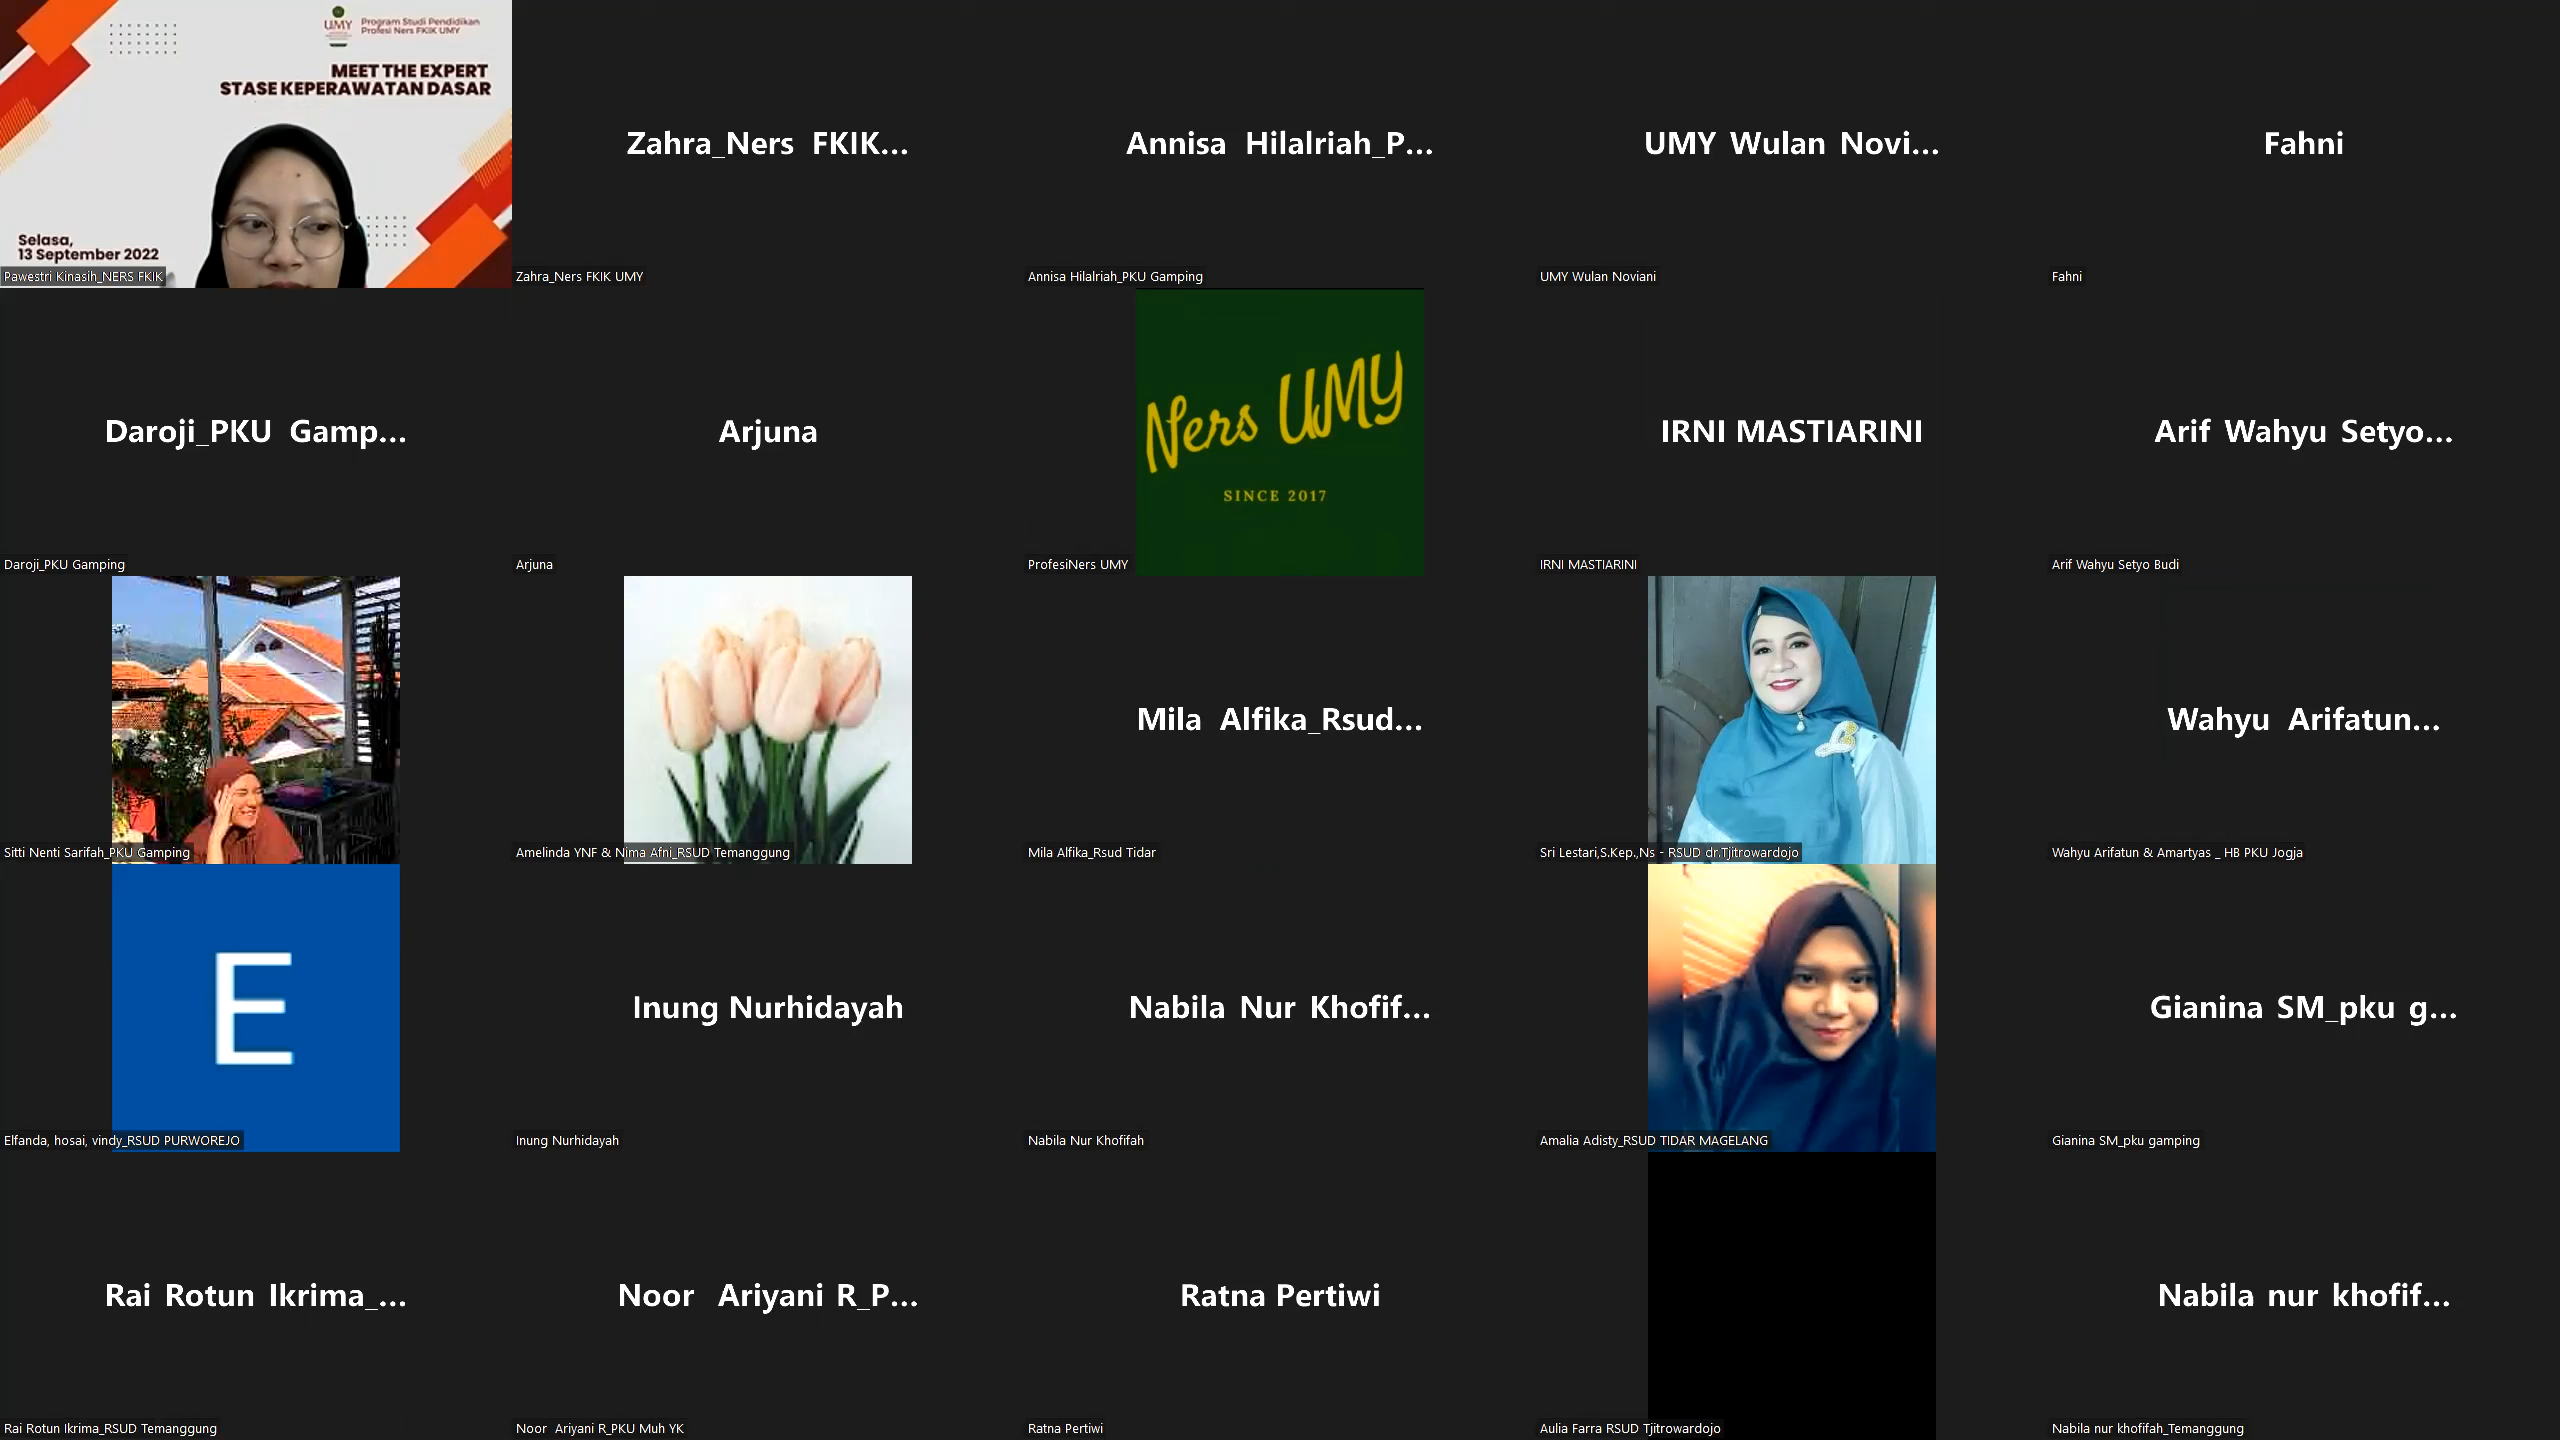 UMY
Program Studi Pendidikan
Profesi Ners FKIK UMY
MEET THE EXPERT
STASE KEPERAWATAN DASAR
Selasa,
13 September 2022
Pawestri Kinasih_NERS FKIK
Zahra_Ners FKIK...
Zahra_Ners FKIK UMY
Annisa Hilalriah_P...
Annisa Hilalriah_PKU Gamping
UMY Wulan Novi...
UMY Wulan Noviani
Fahni
Fahni
Daroji_PKU Gamp...
Daroji_PKU Gamping
Arjuna
Arjuna
Ners UMY
SINCE 2017
ProfesiNers UMY
IRNI MASTIARINI
IRNI MASTIARINI
Arif Wahyu Setyo...
Arif Wahyu Setyo Budi
Sitti Nenti Sarifah_PKU Gamping
Amelinda YNF & Nima Afni_RSUD Temanggung
Mila Alfika_Rsud...
Mila Alfika_Rsud Tidar
Sri Lestari,S.Kep.,Ns - RSUD dr.Tjitrowardojo
Wahyu Arifatun...
Wahyu Arifatun & Amartyas _ HB PKU Jogja
E
Elfanda, hosai, vindy_RSUD PURWOREJO
Inung Nurhidayah
Inung Nurhidayah
Nabila Nur Khofif...
Nabila Nur Khofifah
Amalia Adisty_RSUD TIDAR MAGELANG
Gianina SM_pku g...
Gianina SM_pku gamping
Rai Rotun Ikrima_...
Rai Rotun Ikrima_RSUD Temanggung
Noor Ariyani R_P...
Noor Ariyani R_PKU Muh YK
Ratna Pertiwi
Ratna Pertiwi
Aulia Farra RSUD Tjitrowardojo
Nabila nur khofif...
Nabila nur khofifah_Temanggung